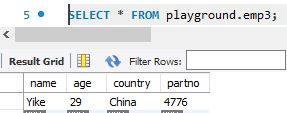 5 SELECT * FROM playground.emp3;
Result Grid Filter Rows:
name age country partno
Yike 29 China 4776